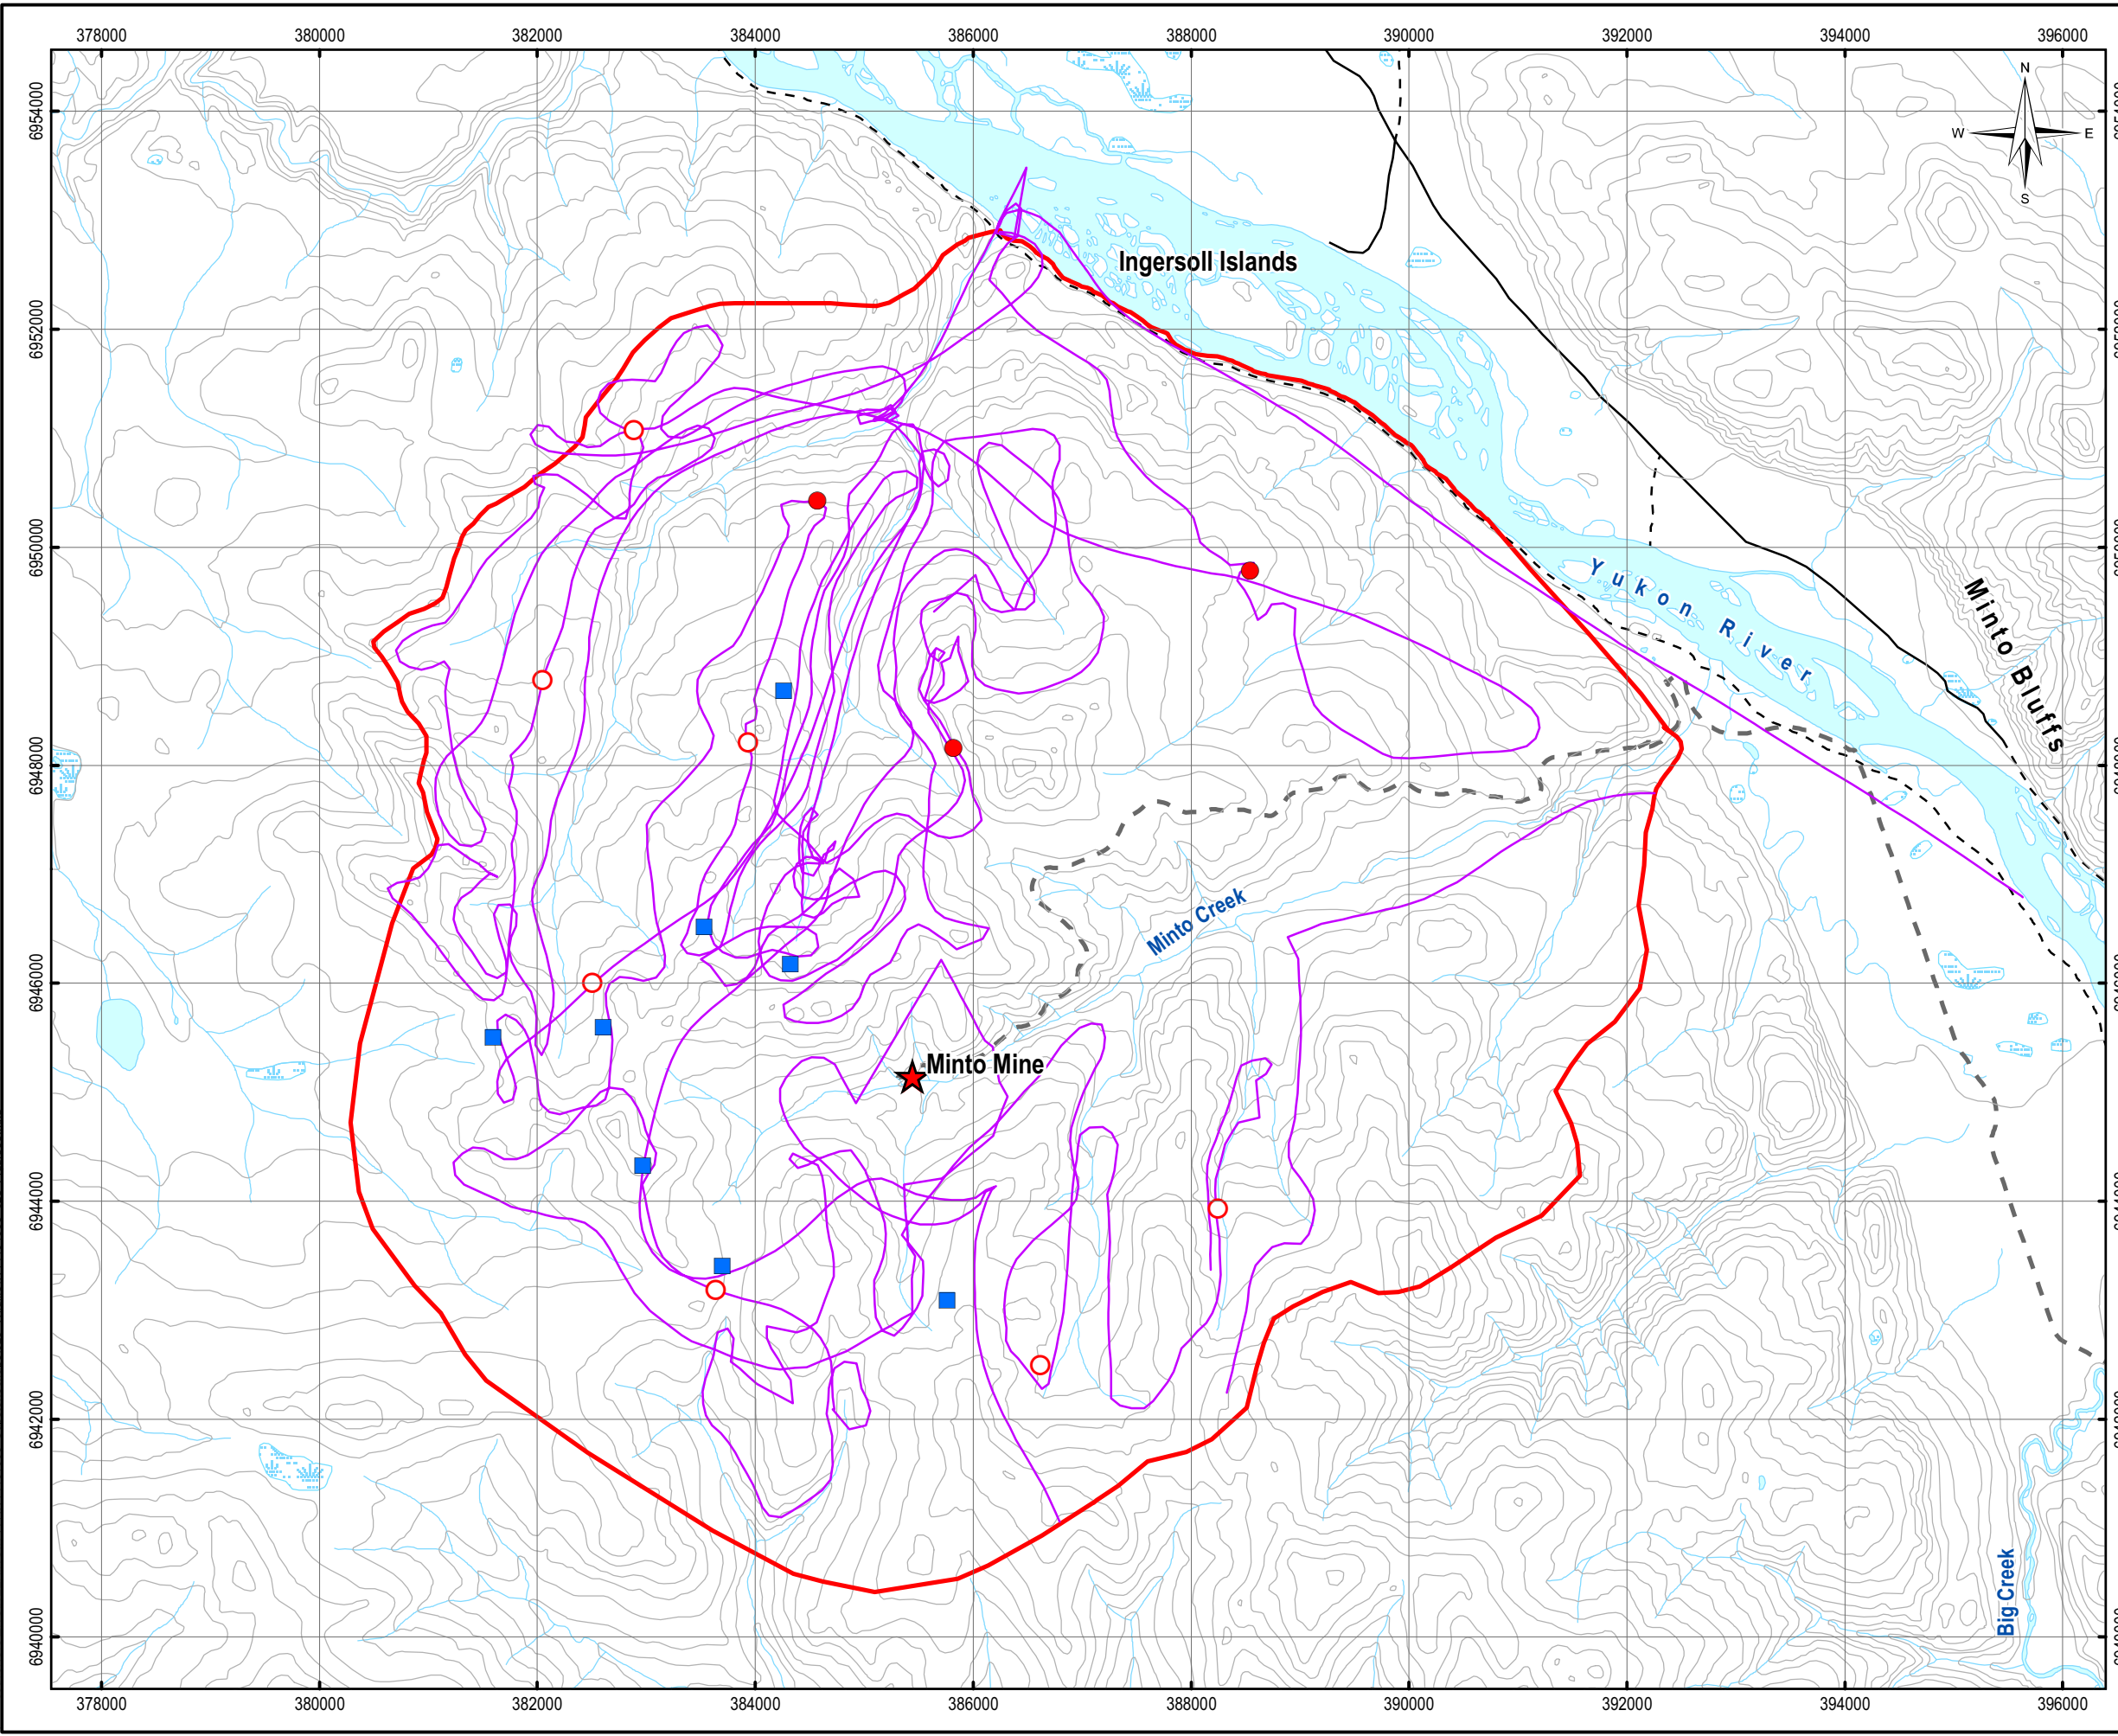 378000 380000 382000 384000 386000 388000 390000 392000 394000 396000
N
W E
S
6954000
6952000
6950000
6948000
6946000
6944000
6942000
6940000
Ingersoll Islands
Yukon River
Minto Bluffs
Minto Creek
Minto Mine
Big Creek
378000 380000 382000 384000 386000 388000 390000 392000 394000 396000